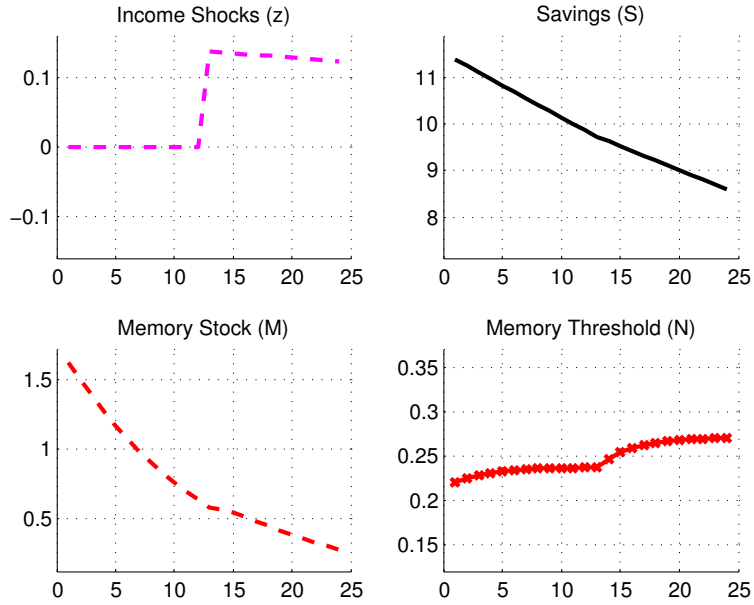 Income Shocks (z)
0.1
0
−0.1
0 5 10 15 20 25
Savings (S)
11
10
9
8
0 5 10 15 20 25
Memory Stock (M)
1.5
1
0.5
0 5 10 15 20 25
Memory Threshold (N)
0.35
0.3
0.25
0.2
0.15
0 5 10 15 20 25